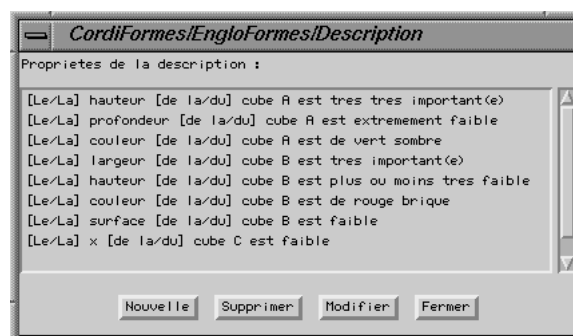 CordiFormes/EngloFormes/Description
Proprietes de la description :
[Le/La] hauteur [de la/du] cube A est tres tres important(e)
[Le/La] profondeur [de la/du] cube A est extremement faible
[Le/La] couleur [de la/du] cube A est de vert sombre
[Le/La] largeur [de la/du] cube B est tres important(e)
[Le/La] hauteur [de la/du] cube B est plus ou moins tres faible
[Le/La] couleur [de la/du] cube B est de rouge brique
[Le/La] surface [de la/du] cube B est faible
[Le/La] x [de la/du] cube C est faible
Nouvelle Supprimer Modifier Fermer